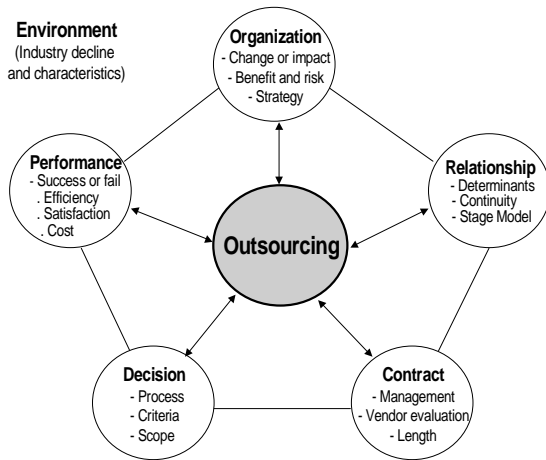 Environment
(Industry decline
and characteristics)
Organization
- Change or impact
- Benefit and risk
- Strategy
Performance
- Success or fail
. Efficiency
. Satisfaction
. Cost
Relationship
- Determinants
- Continuity
- Stage Model
Outsourcing
Decision
- Process
- Criteria
- Scope
Contract
- Management
- Vendor evaluation
- Length